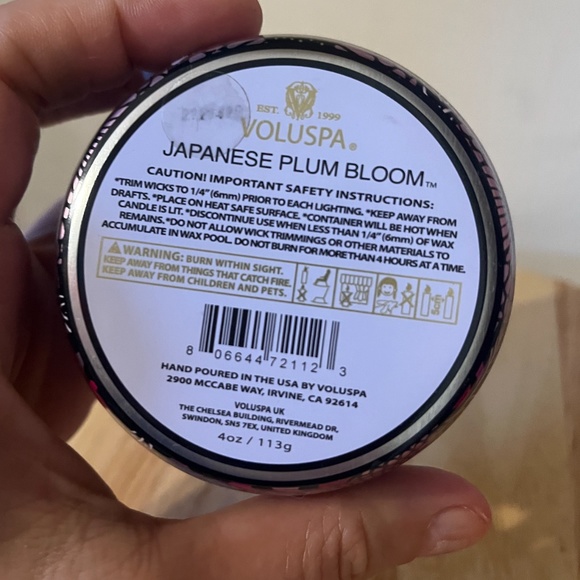 EST. 1999
VOLUSPA®
JAPANESE PLUM BLOOM™
CAUTION! IMPORTANT SAFETY INSTRUCTIONS:
*TRIM WICKS TO 1/4" (6mm) PRIOR TO EACH LIGHTING. *KEEP AWAY FROM
DRAFTS. *PLACE ON HEAT SAFE SURFACE. *CONTAINER WILL BE HOT WHEN
CANDLE IS LIT. *DISCONTINUE USE WHEN LESS THAN 1/4" (6mm) OF WAX
REMAINS. *DO NOT ALLOW WICK TRIMMINGS OR OTHER MATERIALS TO
ACCUMULATE IN WAX POOL. DO NOT BURN FOR MORE THAN 4 HOURS AT A TIME.
WARNING: BURN WITHIN SIGHT.
KEEP AWAY FROM THINGS THAT CATCH FIRE.
KEEP AWAY FROM CHILDREN AND PETS.
8 06644 72112 3
HAND POURED IN THE USA BY VOLUSPA
2900 MCCABE WAY, IRVINE, CA 92614
VOLUSPA UK
THE CHELSEA BUILDING, RIVERMEAD DR,
SWINDON, SN5 7EX, UNITED KINGDOM
4oz / 113g